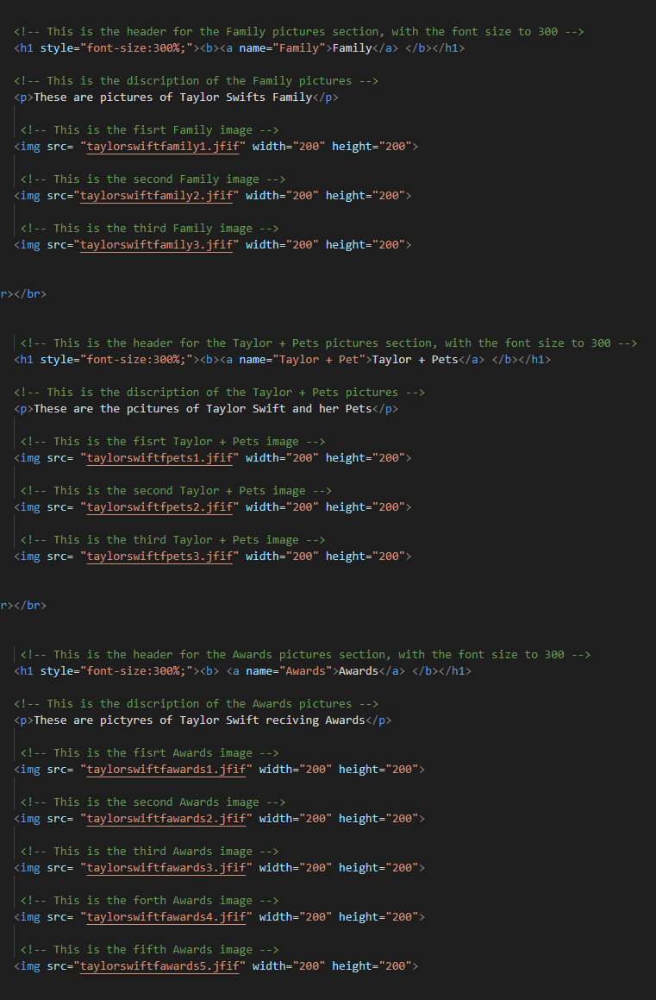 <!-- This is the header for the Family pictures section, with the font size to 300 -->
<h1 style="font-size:300%;"><b><a name="Family">Family</a> </b></h1>
<!-- This is the discription of the Family pictures -->
<p>These are pictures of Taylor Swifts Family</p>
<!-- This is the fisrt Family image -->
<img src= "taylorswiftfamily1.jfif" width="200" height="200">
<!-- This is the second Family image -->
<img src="taylorswiftfamily2.jfif" width="200" height="200">
<!-- This is the third Family image -->
<img src="taylorswiftfamily3.jfif" width="200" height="200">
r></br>
<!-- This is the header for the Taylor + Pets pictures section, with the font size to 300 -->
<h1 style="font-size:300%;"><b><a name="Taylor + Pet">Taylor + Pets</a> </b></h1>
<!-- This is the discription of the Taylor + Pets pictures -->
<p>These are the pcitures of Taylor Swift and her Pets</p>
<!-- This is the fisrt Taylor + Pets image -->
<img src= "taylorswiftfpets1.jfif" width="200" height="200">
<!-- This is the second Taylor + Pets image -->
<img src= "taylorswiftfpets2.jfif" width="200" height="200">
<!-- This is the third Taylor + Pets image -->
<img src= "taylorswiftfpets3.jfif" width="200" height="200">
r></br>
<!-- This is the header for the Awards pictures section, with the font size to 300 -->
<h1 style="font-size:300%;"><b> <a name="Awards">Awards</a> </b></h1>
<!-- This is the discription of the Awards pictures -->
<p>These are pictyres of Taylor Swift reciving Awards</p>
<!-- This is the fisrt Awards image -->
<img src= "taylorswiftfawards1.jfif" width="200" height="200">
<!-- This is the second Awards image -->
<img src= "taylorswiftfawards2.jfif" width="200" height="200">
<!-- This is the third Awards image -->
<img src= "taylorswiftfawards3.jfif" width="200" height="200">
<!-- This is the forth Awards image -->
<img src= "taylorswiftfawards4.jfif" width="200" height="200">
<!-- This is the fifth Awards image -->
<img src="taylorswiftfawards5.jfif" width="200" height="200">